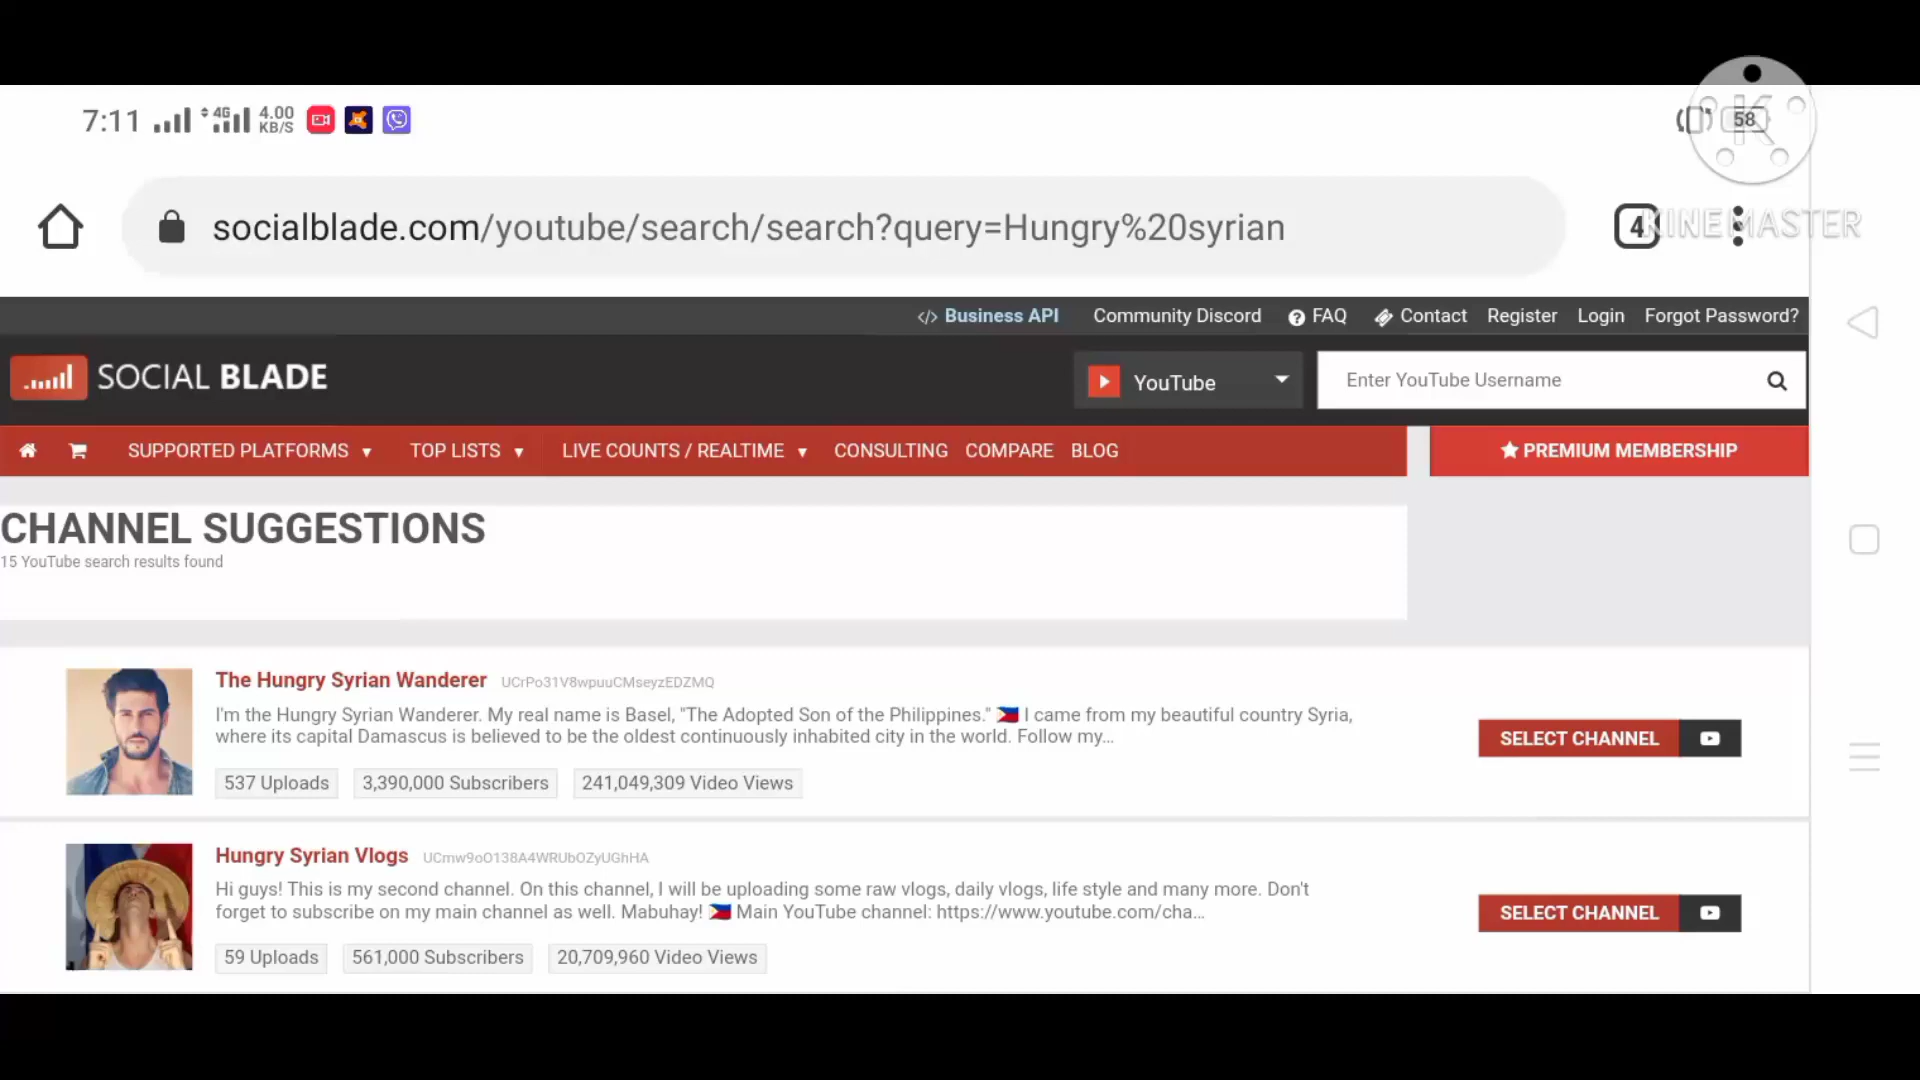 7:11 4G 4.00 KB/S 58
socialblade.com/youtube/search/search?query=Hungry%20syrian 4
KINEMASTER
</> Business API Community Discord FAQ Contact Register Login Forgot Password?
SOCIAL BLADE YouTube Enter YouTube Username
SUPPORTED PLATFORMS TOP LISTS LIVE COUNTS / REALTIME CONSULTING COMPARE BLOG PREMIUM MEMBERSHIP
CHANNEL SUGGESTIONS
15 YouTube search results found
The Hungry Syrian Wanderer UCrPo31V8wpuuCMseyzEDZMQ
I'm the Hungry Syrian Wanderer. My real name is Basel, "The Adopted Son of the Philippines." 🇵🇭 I came from my beautiful country Syria,
where its capital Damascus is believed to be the oldest continuously inhabited city in the world. Follow my...
SELECT CHANNEL
537 Uploads 3,390,000 Subscribers 241,049,309 Video Views
Hungry Syrian Vlogs UCmw9oO138A4WRUbOZyUGhHA
Hi guys! This is my second channel. On this channel, I will be uploading some raw vlogs, daily vlogs, life style and many more. Don't
forget to subscribe on my main channel as well. Mabuhay! 🇵🇭 Main YouTube channel: https://www.youtube.com/cha...
SELECT CHANNEL
59 Uploads 561,000 Subscribers 20,709,960 Video Views